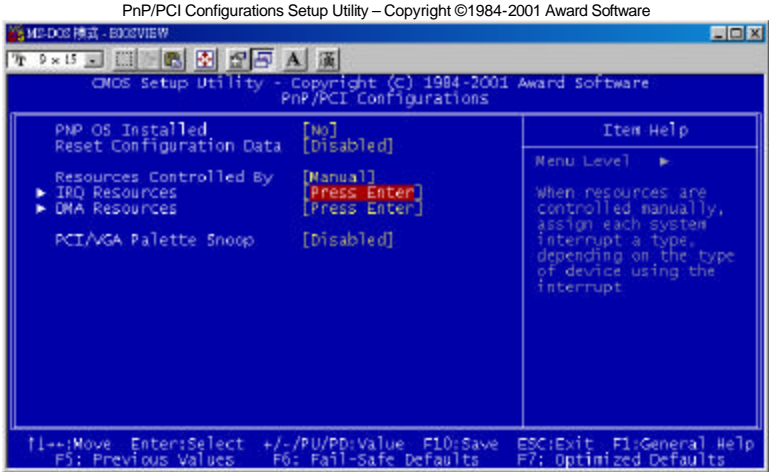 PnP/PCI Configurations Setup Utility – Copyright ©1984-2001 Award Software
MS-DOS 模式 - BIOSVIEW
9 x 15
A
CMOS Setup Utility - Copyright (C) 1984-2001 Award Software
PnP/PCI Configurations
PNP OS Installed [No]
Reset Configuration Data [Disabled]
Resources Controlled By [Manual]
► IRQ Resources [Press Enter]
► DMA Resources [Press Enter]
PCI/VGA Palette Snoop [Disabled]
Item Help
Menu Level ►
When resources are
controlled manually,
assign each system
interrupt a type,
depending on the type
of device using the
interrupt
↑↓→←:Move Enter:Select +/-/PU/PD:Value F10:Save ESC:Exit F1:General Help
F5: Previous Values F6: Fail-Safe Defaults F7: Optimized Defaults